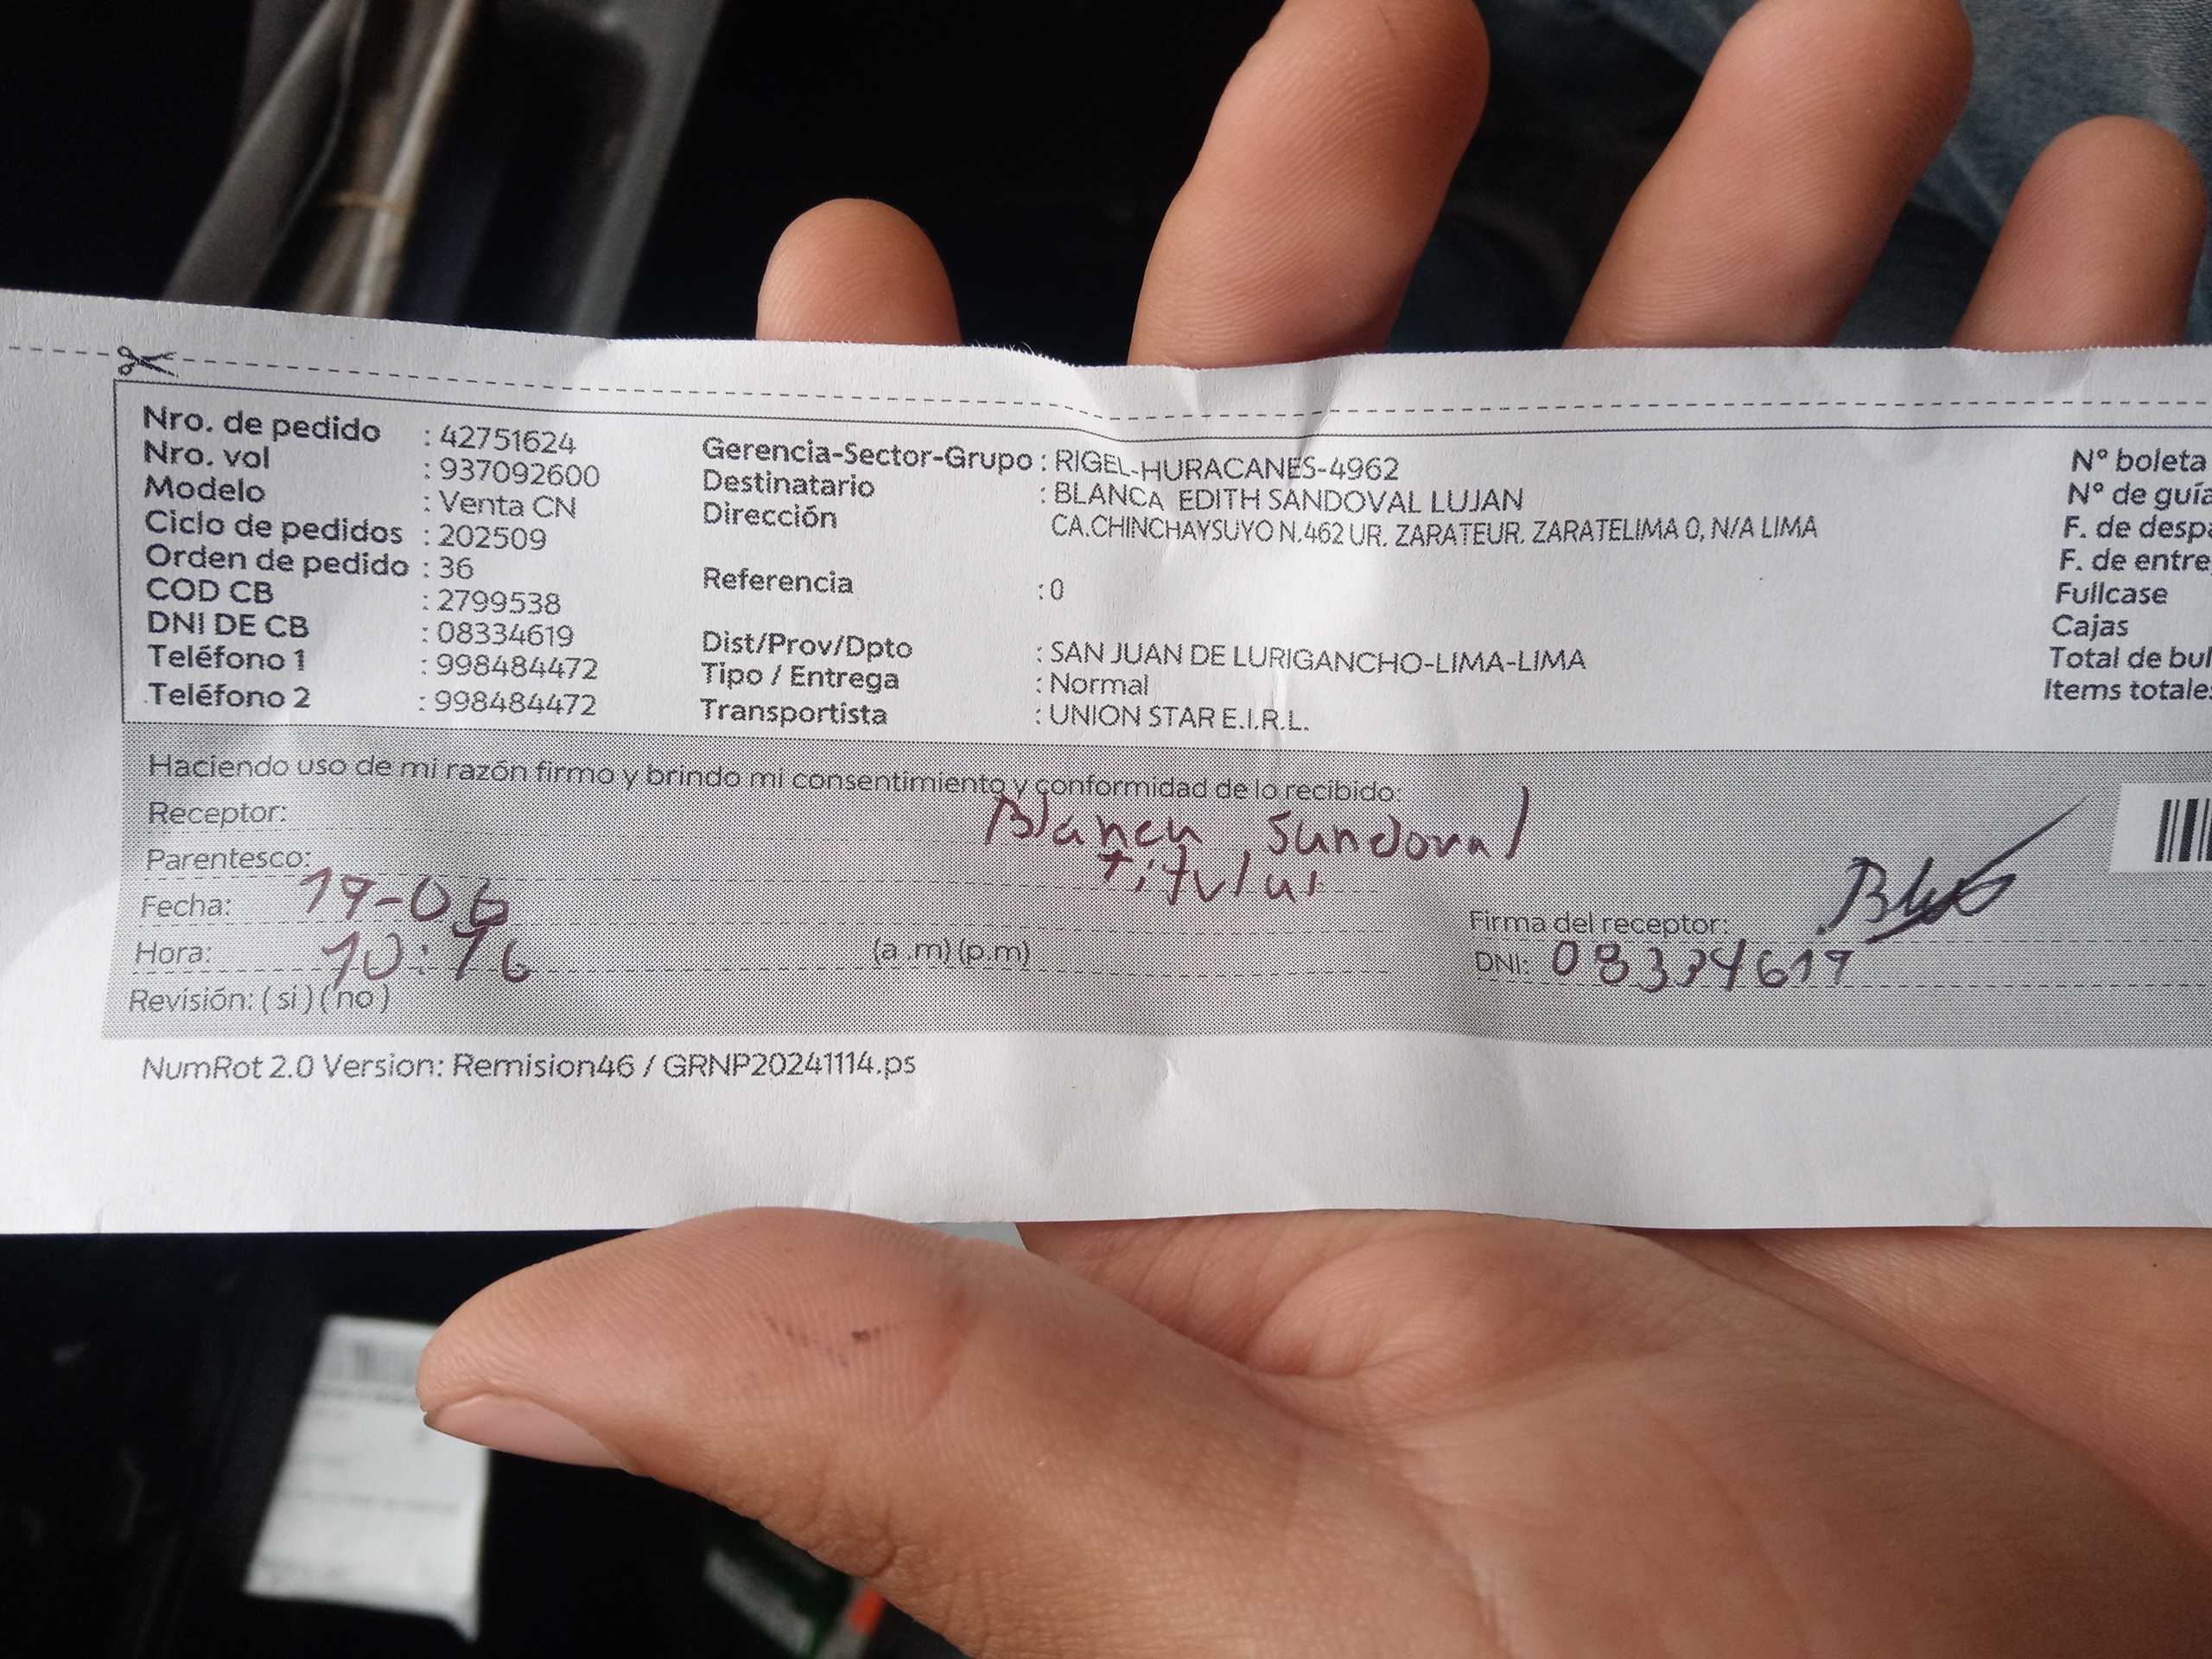 Nro. de pedido : 42751624
Nro. vol : 937092600
Modelo : Venta CN
Ciclo de pedidos : 202509
Orden de pedido : 36
COD CB : 2799538
DNI DE CB : 08334619
Teléfono 1 : 998484472
Teléfono 2 : 998484472
Gerencia-Sector-Grupo : RIGEL-HURACANES-4962
Destinatario : BLANCA EDITH SANDOVAL LUJAN
Dirección CA.CHINCHAYSUYO N.462 UR. ZARATEUR. ZARATELIMA 0, N/A LIMA
Referencia : 0
Dist/Prov/Dpto : SAN JUAN DE LURIGANCHO-LIMA-LIMA
Tipo / Entrega : Normal
Transportista : UNION STAR E.I.R.L.
N° boleta
N° de guía
F. de despa
F. de entre
Fullcase
Cajas
Total de bul
Items totales
Haciendo uso de mi razón firmo y brindo mi consentimiento y conformidad de lo recibido:
Receptor: Blanca Sandoval
Parentesco: titular
Fecha: 19-06
Hora: 10:16 (a .m) (p.m)
Revisión: ( si ) ( no )
Firma del receptor:
DNI: 08334619
NumRot 2.0 Version: Remision46 / GRNP20241114.ps